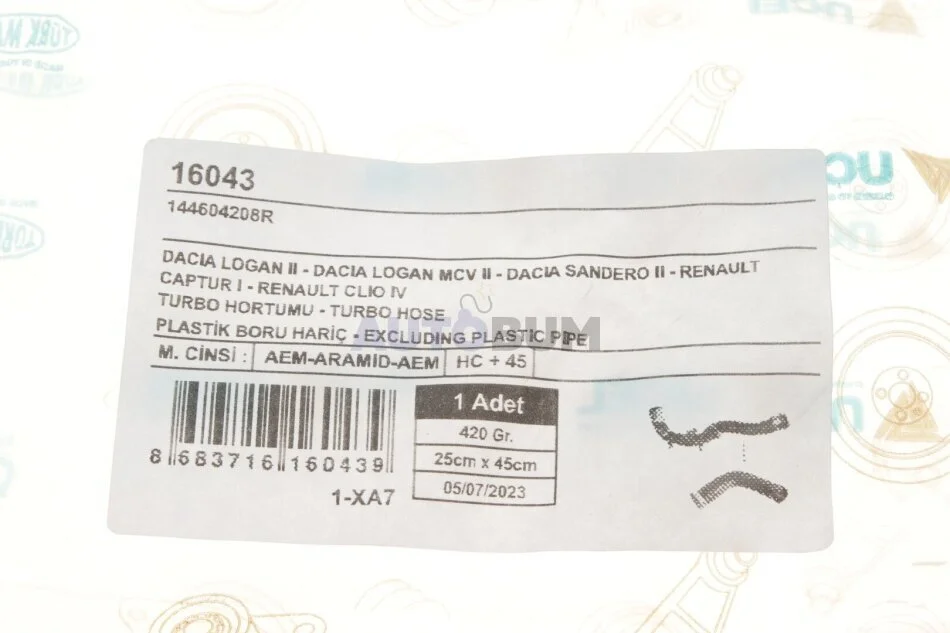 16043
144604208R
DACIA LOGAN II - DACIA LOGAN MCV II - DACIA SANDERO II - RENAULT
CAPTUR I - RENAULT CLIO IV
TURBO HORTUMU - TURBO HOSE
PLASTİK BORU HARİÇ - EXCLUDING PLASTIC PIPE
AUTOBUM
M. CİNSİ : AEM-ARAMID-AEM HC + 45
1 Adet
420 Gr.
25cm x 45cm
05/07/2023
8 683716 160439
1-XA7